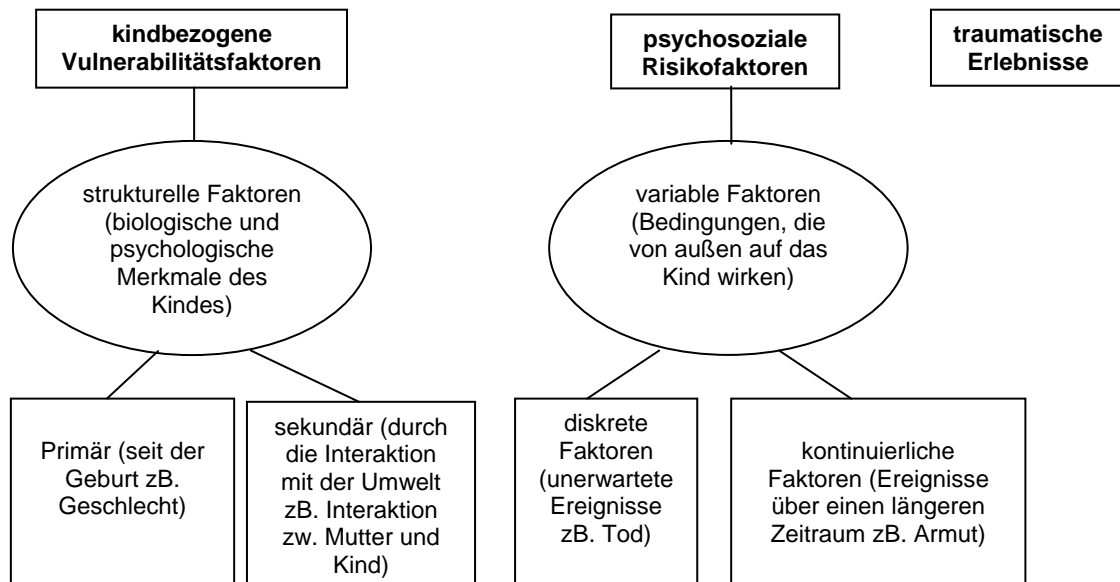 kindbezogene
Vulnerabilitätsfaktoren
psychosoziale
Risikofaktoren
traumatische
Erlebnisse
strukturelle Faktoren
(biologische und
psychologische
Merkmale des
Kindes)
variable Faktoren
(Bedingungen, die
von außen auf das
Kind wirken)
Primär (seit der
Geburt zB.
Geschlecht)
sekundär (durch
die Interaktion
mit der Umwelt
zB. Interaktion
zw. Mutter und
Kind)
diskrete
Faktoren
(unerwartete
Ereignisse
zB. Tod)
kontinuierliche
Faktoren (Ereignisse
über einen längeren
Zeitraum zB. Armut)